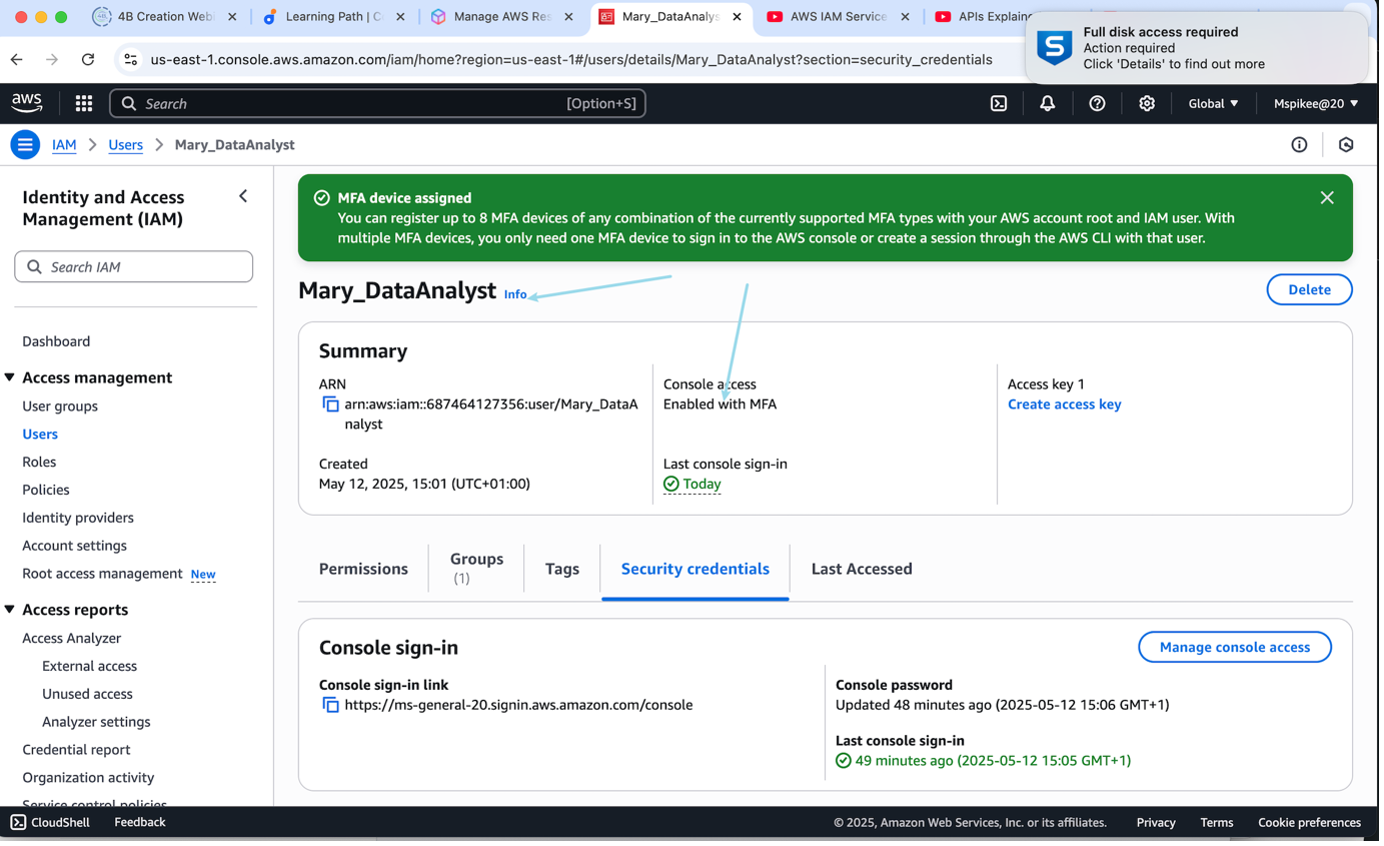 4B Creation Web
Learning Path | C
Manage AWS Res
Mary_DataAnalys
AWS IAM Service
APIs Explaine
Full disk access required
Action required
Click 'Details' to find out more
us-east-1.console.aws.amazon.com/iam/home?region=us-east-1#/users/details/Mary_DataAnalyst?section=security_credentials
aws
Search
[Option+S]
Global
Mspikee@20
IAM
Users
Mary_DataAnalyst
Identity and Access
Management (IAM)
Search IAM
Dashboard
Access management
User groups
Users
Roles
Policies
Identity providers
Account settings
Root access management New
Access reports
Access Analyzer
External access
Unused access
Analyzer settings
Credential report
Organization activity
Service control policies
MFA device assigned
You can register up to 8 MFA devices of any combination of the currently supported MFA types with your AWS account root and IAM user. With
multiple MFA devices, you only need one MFA device to sign in to the AWS console or create a session through the AWS CLI with that user.
Mary_DataAnalyst Info
Delete
Summary
ARN
arn:aws:iam::687464127356:user/Mary_DataA
nalyst
Created
May 12, 2025, 15:01 (UTC+01:00)
Console access
Enabled with MFA
Last console sign-in
Today
Access key 1
Create access key
Permissions
Groups
(1)
Tags
Security credentials
Last Accessed
Console sign-in
Manage console access
Console sign-in link
https://ms-general-20.signin.aws.amazon.com/console
Console password
Updated 48 minutes ago (2025-05-12 15:06 GMT+1)
Last console sign-in
49 minutes ago (2025-05-12 15:05 GMT+1)
CloudShell
Feedback
© 2025, Amazon Web Services, Inc. or its affiliates.
Privacy
Terms
Cookie preferences